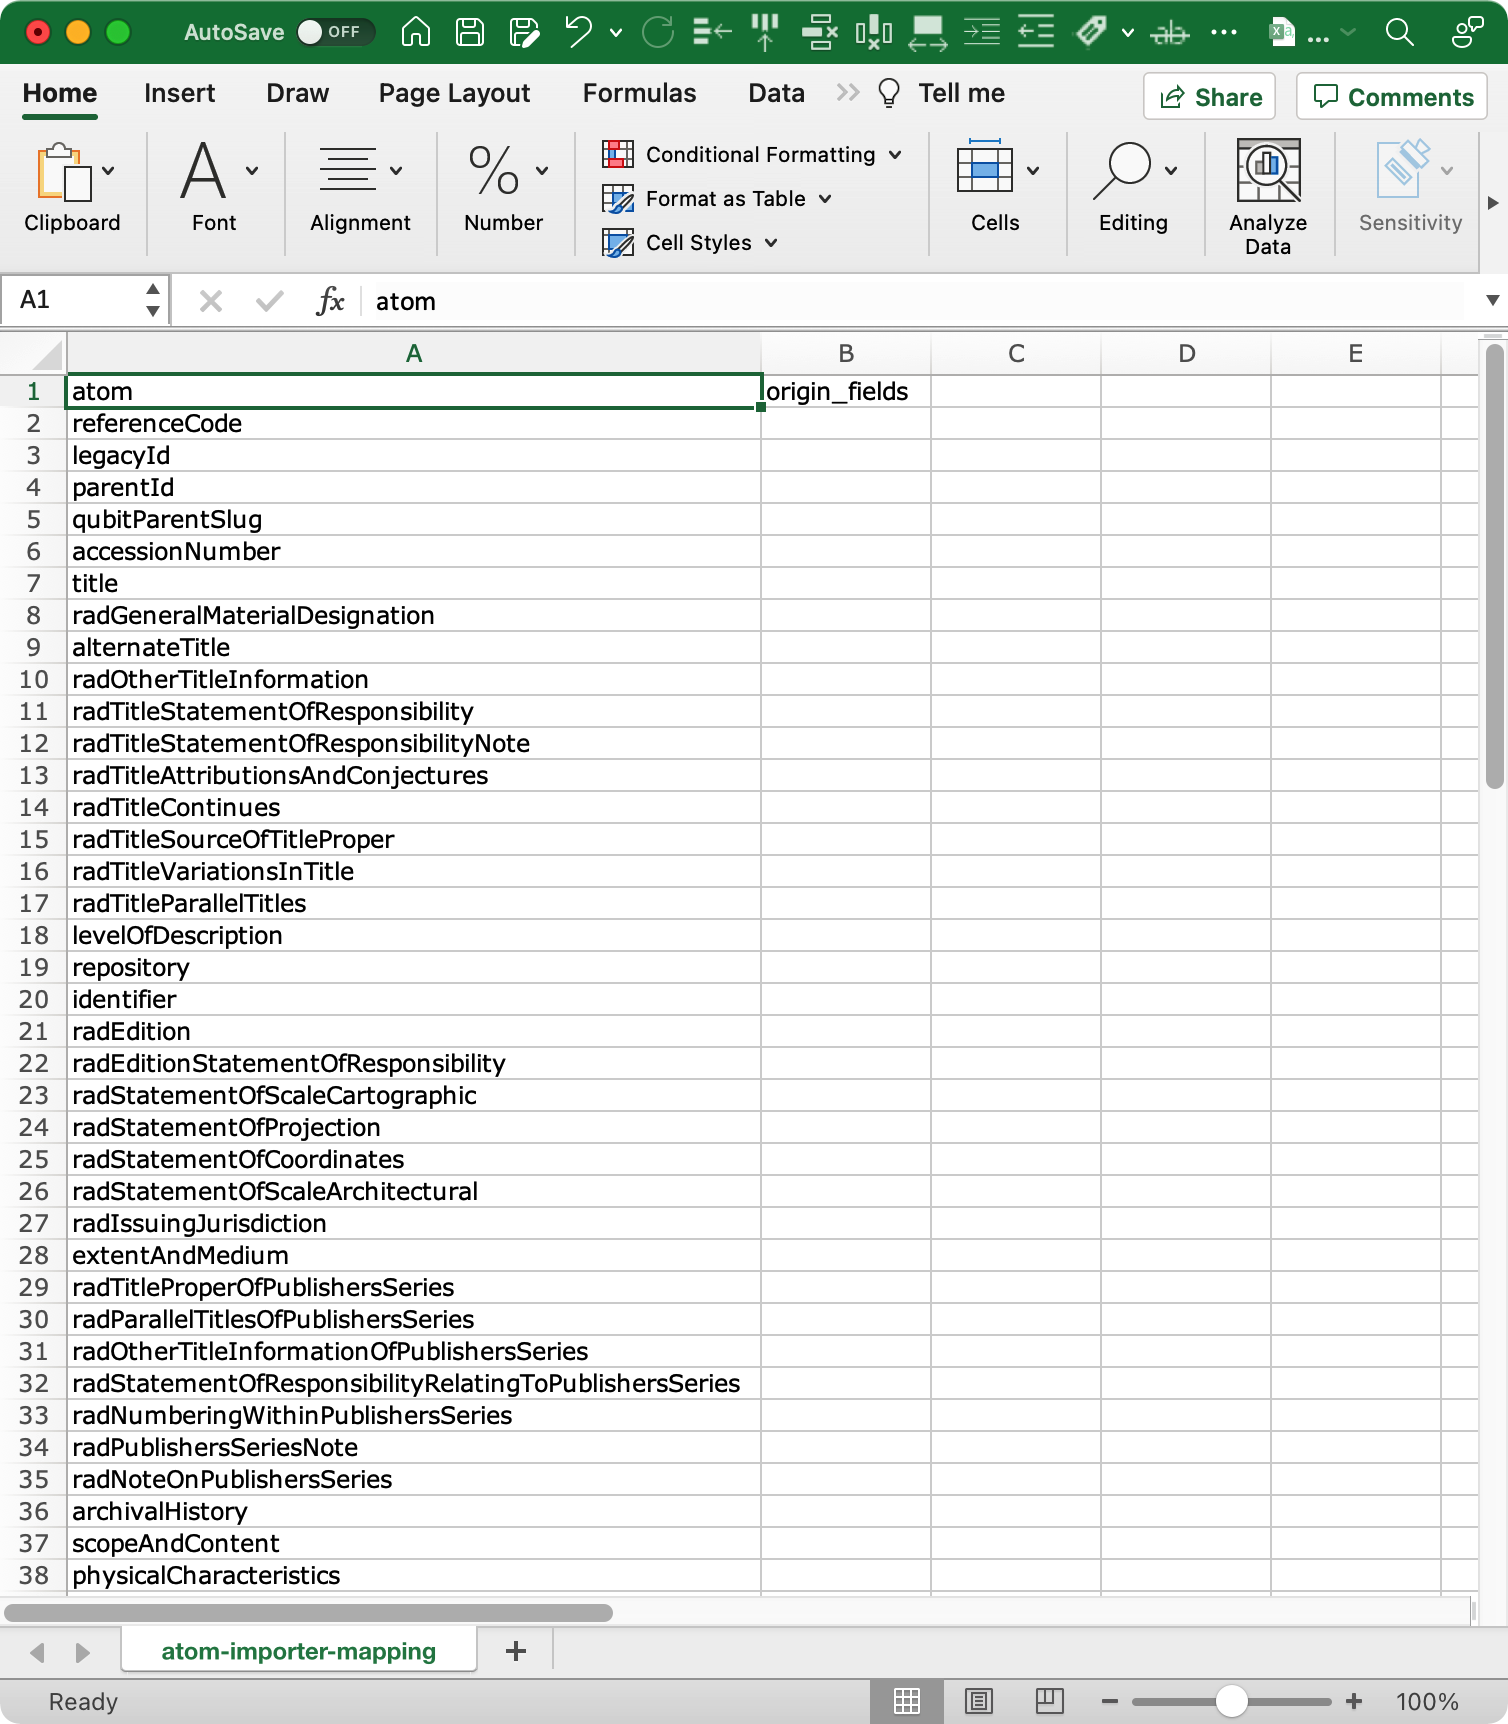 AutoSave OFF
Home Insert Draw Page Layout Formulas Data Tell me Share Comments
Clipboard Font Alignment Number
Conditional Formatting
Format as Table
Cell Styles
Cells Editing Analyze Data Sensitivity
A1 fx atom
A B C D E
1 atom origin_fields
2 referenceCode
3 legacyId
4 parentId
5 qubitParentSlug
6 accessionNumber
7 title
8 radGeneralMaterialDesignation
9 alternateTitle
10 radOtherTitleInformation
11 radTitleStatementOfResponsibility
12 radTitleStatementOfResponsibilityNote
13 radTitleAttributionsAndConjectures
14 radTitleContinues
15 radTitleSourceOfTitleProper
16 radTitleVariationsInTitle
17 radTitleParallelTitles
18 levelOfDescription
19 repository
20 identifier
21 radEdition
22 radEditionStatementOfResponsibility
23 radStatementOfScaleCartographic
24 radStatementOfProjection
25 radStatementOfCoordinates
26 radStatementOfScaleArchitectural
27 radIssuingJurisdiction
28 extentAndMedium
29 radTitleProperOfPublishersSeries
30 radParallelTitlesOfPublishersSeries
31 radOtherTitleInformationOfPublishersSeries
32 radStatementOfResponsibilityRelatingToPublishersSeries
33 radNumberingWithinPublishersSeries
34 radPublishersSeriesNote
35 radNoteOnPublishersSeries
36 archivalHistory
37 scopeAndContent
38 physicalCharacteristics
atom-importer-mapping +
Ready 100%